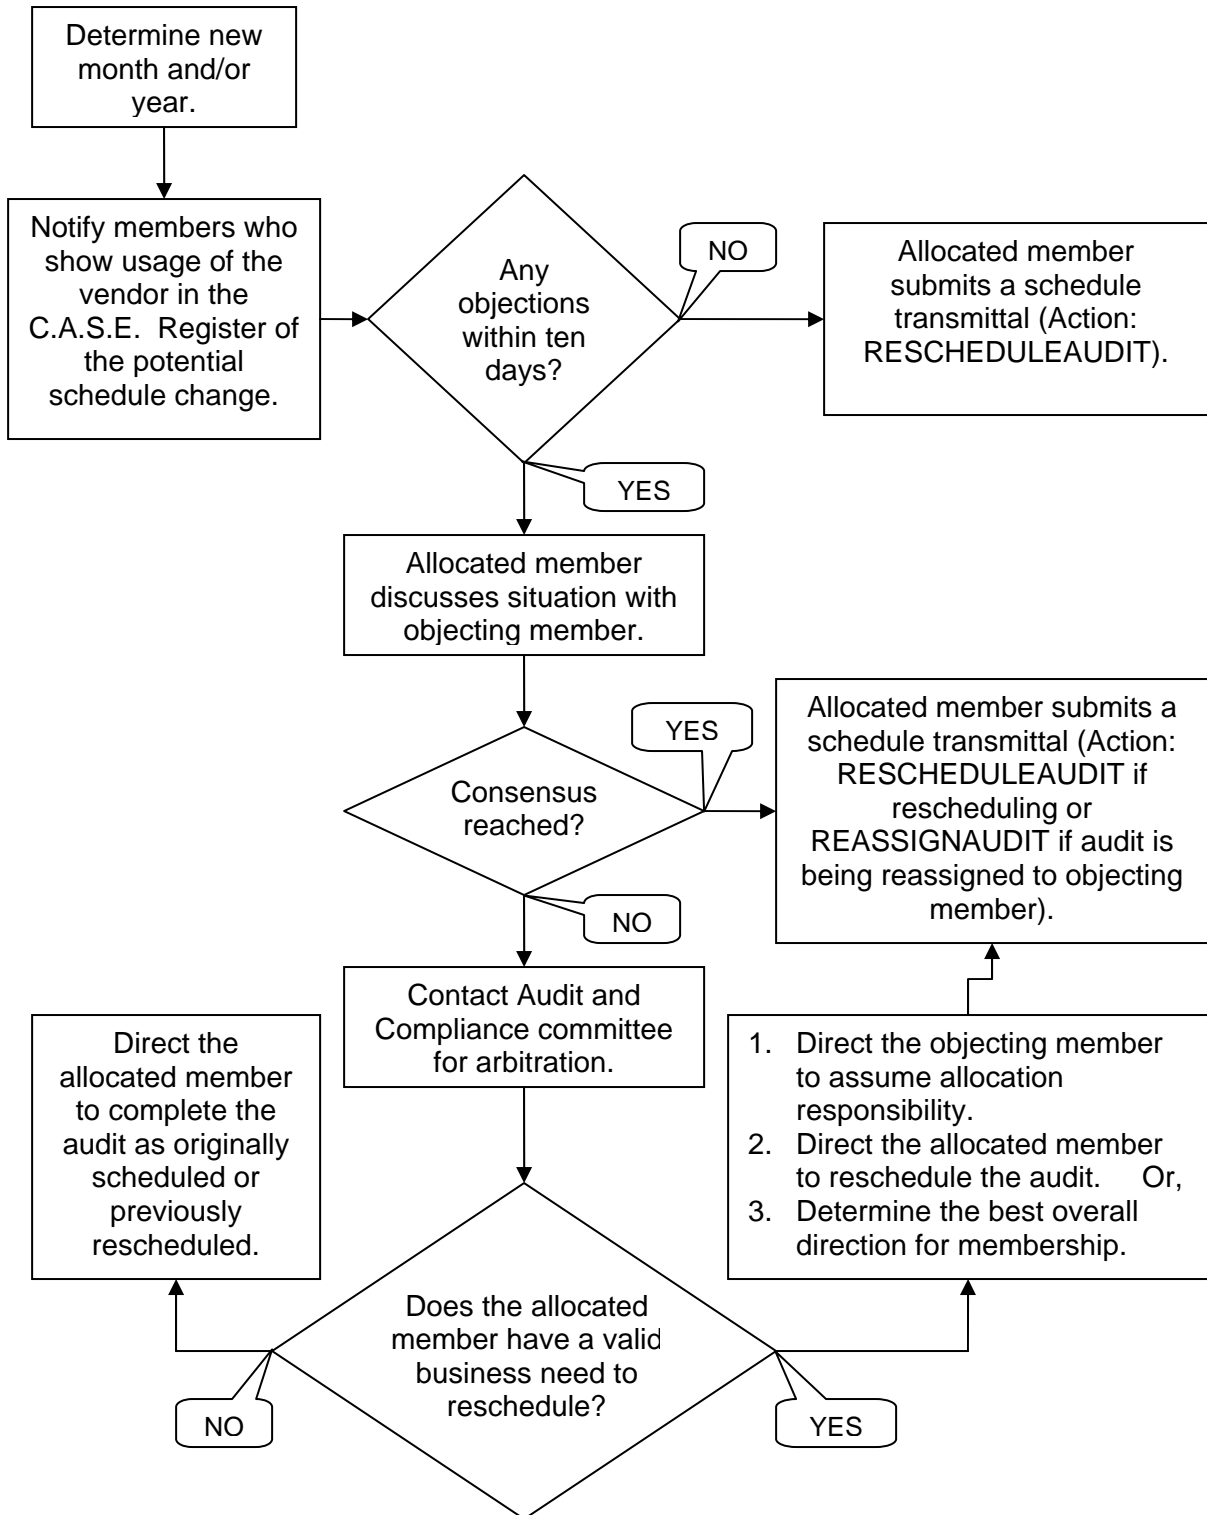 Determine new
month and/or
year.
Notify members who
show usage of the
vendor in the
C.A.S.E. Register of
the potential
schedule change.
Any
objections
within ten
days?
NO
Allocated member
submits a schedule
transmittal (Action:
RESCHEDULEAUDIT).
YES
Allocated member
discusses situation with
objecting member.
Consensus
reached?
YES
Allocated member submits a
schedule transmittal (Action:
RESCHEDULEAUDIT if
rescheduling or
REASSIGNAUDIT if audit is
being reassigned to objecting
member).
NO
Contact Audit and
Compliance committee
for arbitration.
Direct the
allocated member
to complete the
audit as originally
scheduled or
previously
rescheduled.
1. Direct the objecting member
to assume allocation
responsibility.
2. Direct the allocated member
to reschedule the audit. Or,
3. Determine the best overall
direction for membership.
Does the allocated
member have a valid
business need to
reschedule?
NO
YES